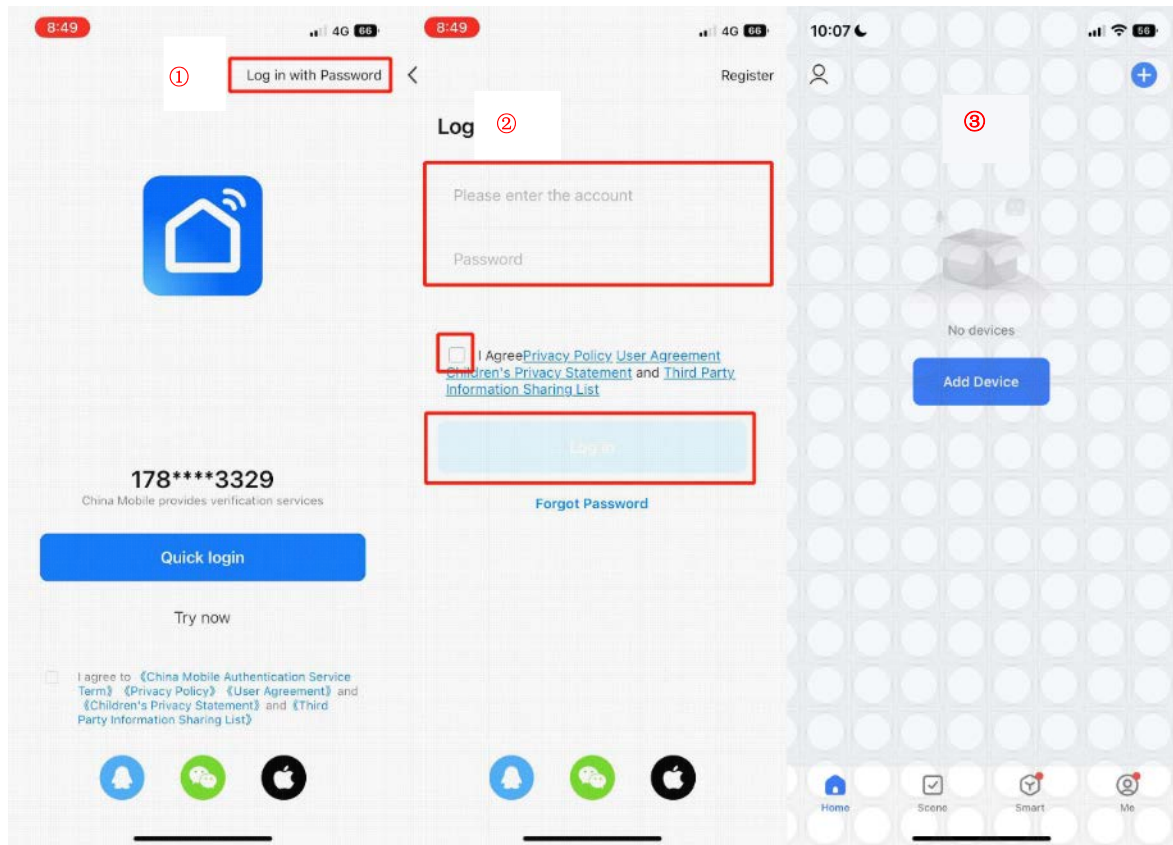 8:49
4G 66
①
Log in with Password
178****3329
China Mobile provides verification services
Quick login
Try now
I agree to 《China Mobile Authentication Service
Term》 《Privacy Policy》 《User Agreement》 and
《Children's Privacy Statement》 and 《Third
Party Information Sharing List》
8:49
4G 66
Register
Log
②
Please enter the account
Password
I AgreePrivacy Policy User Agreement
Children's Privacy Statement and Third Party
Information Sharing List
Log in
Forgot Password
10:07
56
③
No devices
Add Device
Home Scene Smart Me